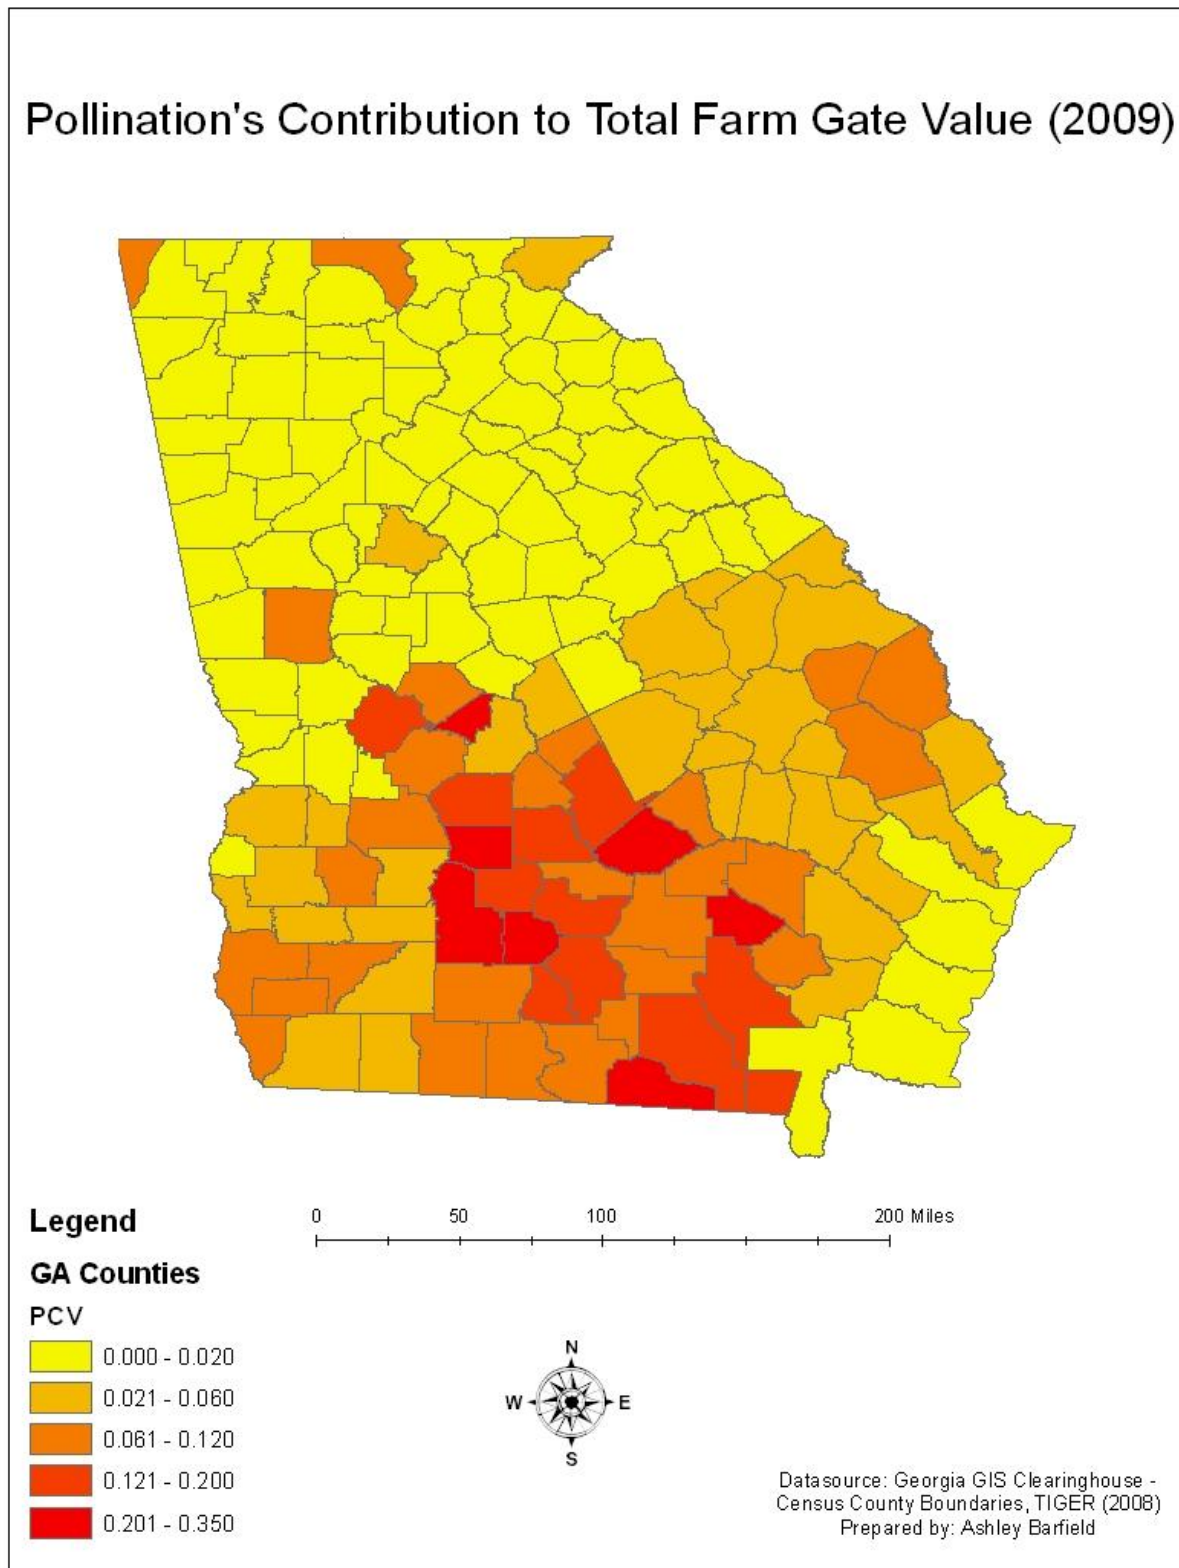 Pollination's Contribution to Total Farm Gate Value (2009)
Legend
0 50 100 200 Miles
GA Counties
PCV
0.000 - 0.020
0.021 - 0.060
0.061 - 0.120
0.121 - 0.200
0.201 - 0.350
N
W E
S
Datasource: Georgia GIS Clearinghouse -
Census County Boundaries, TIGER (2008)
Prepared by: Ashley Barfield